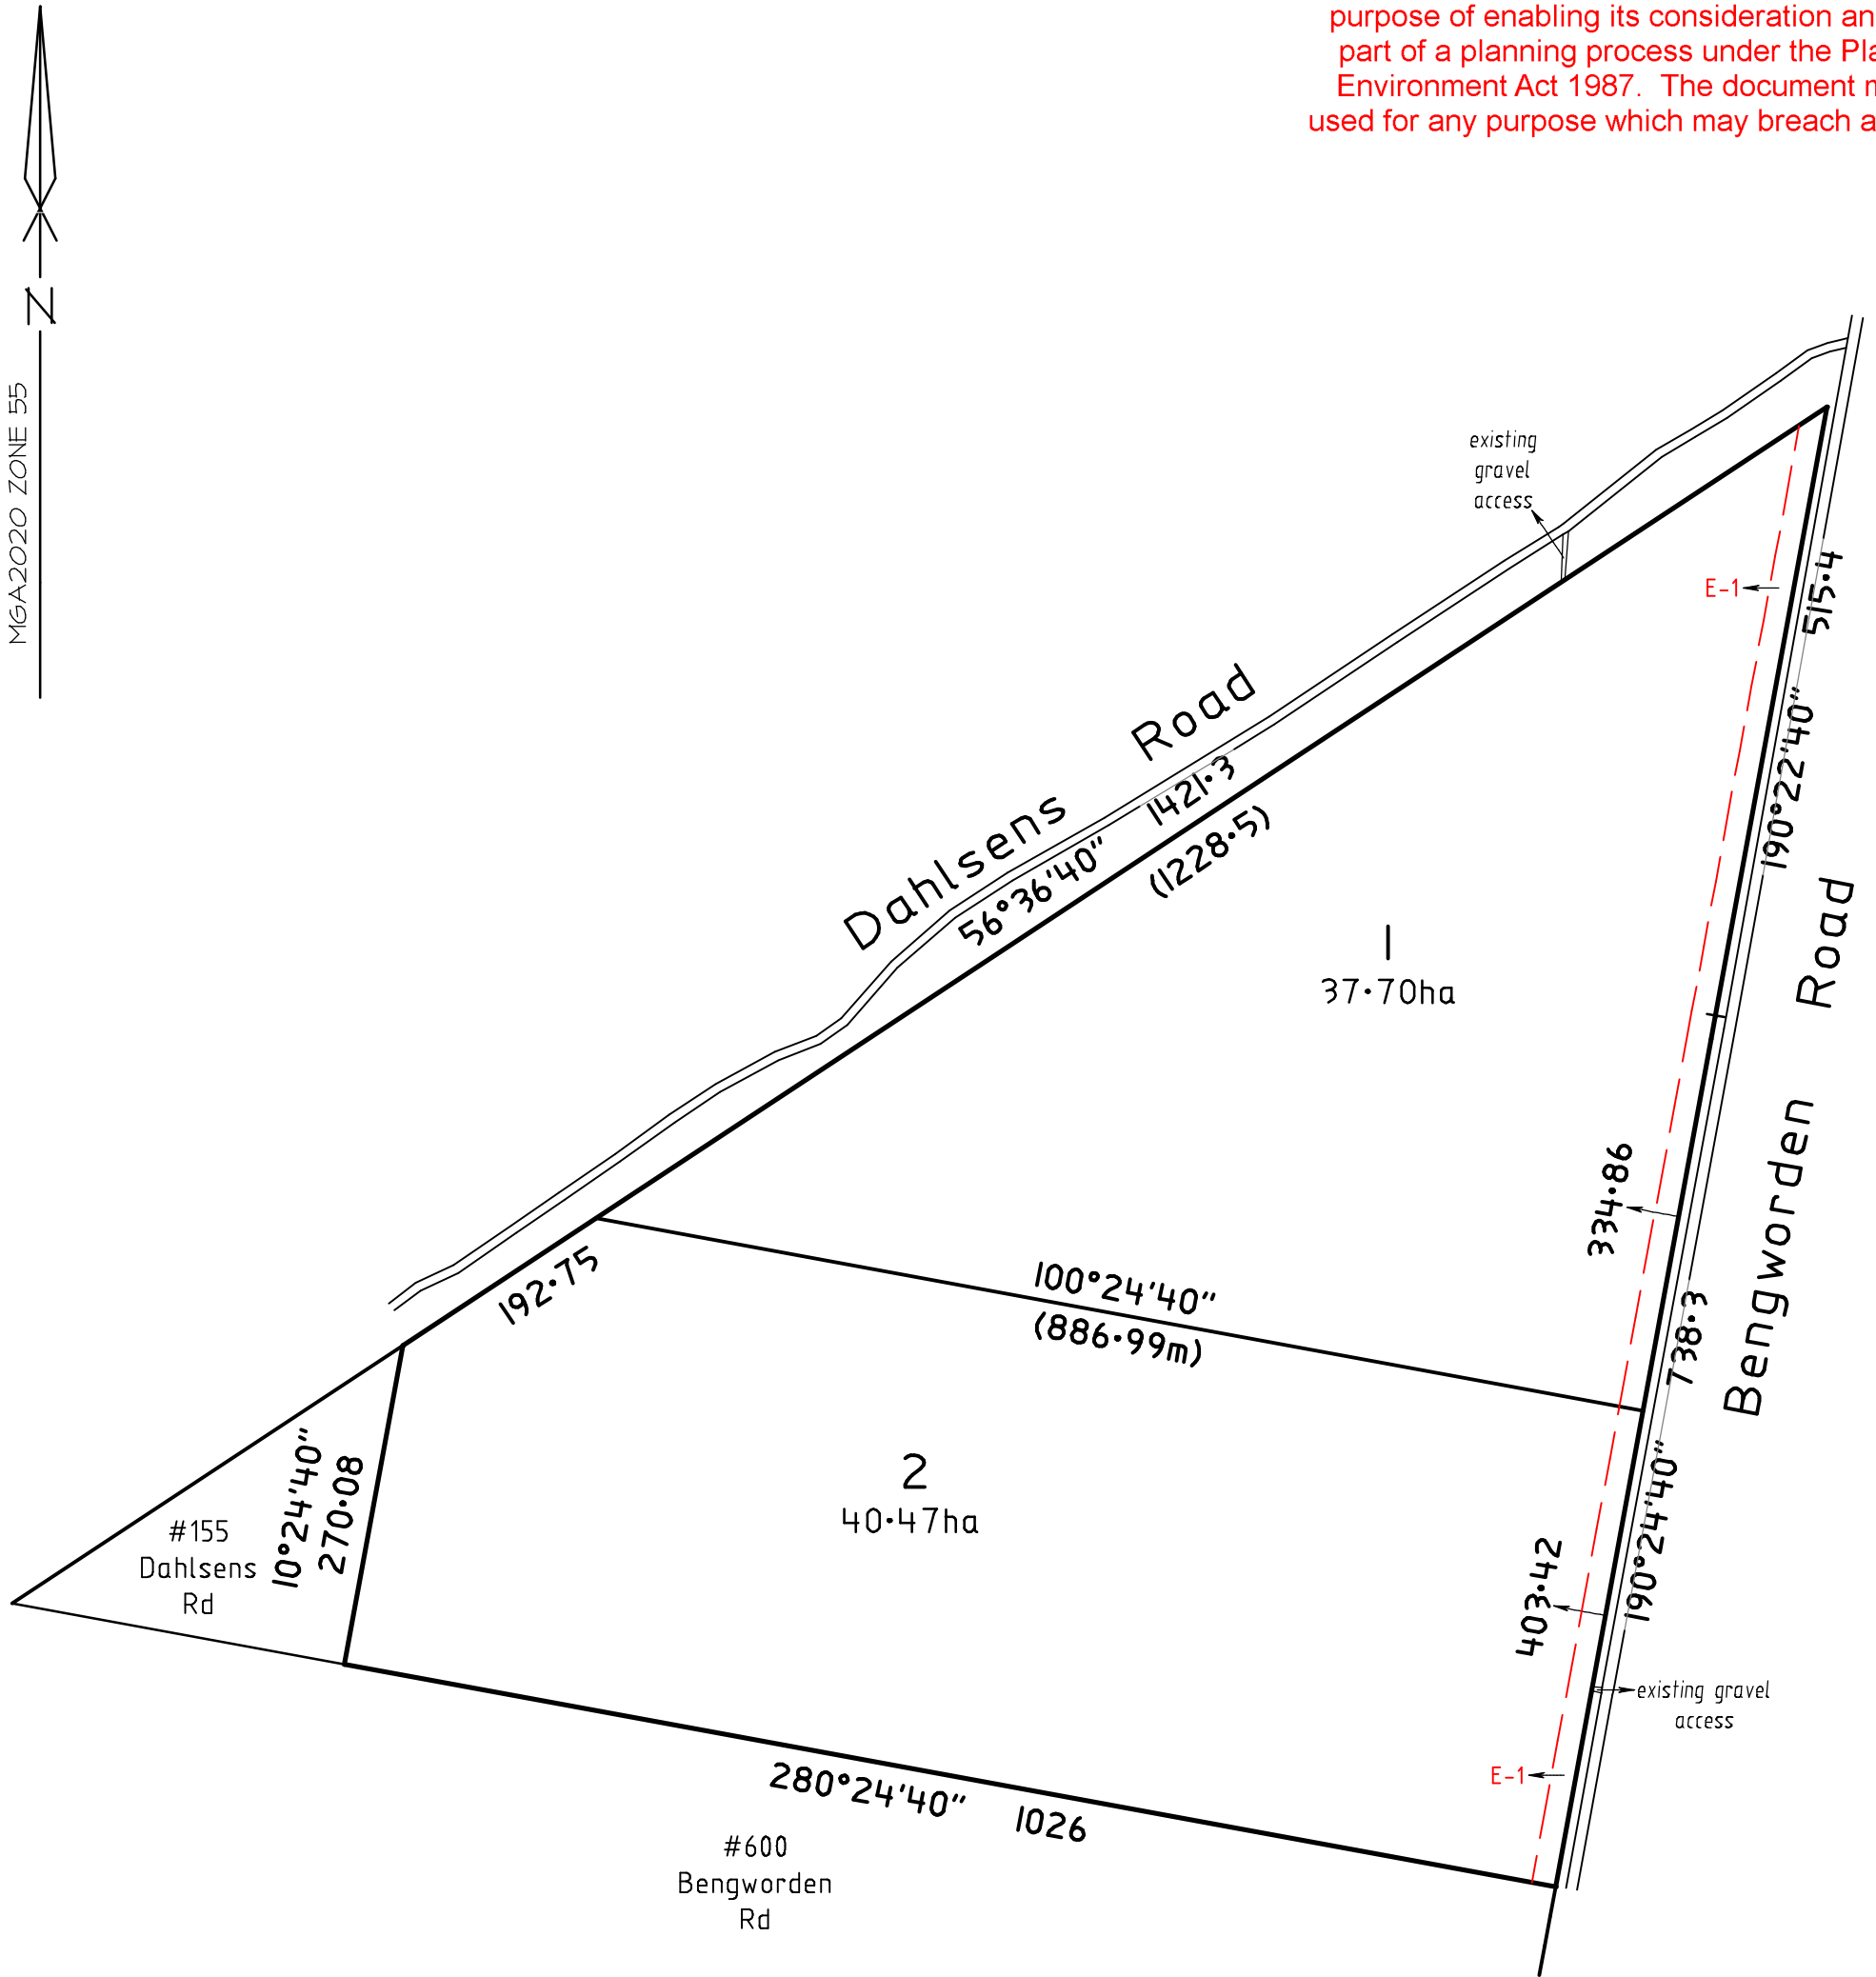 purpose of enabling its consideration an
part of a planning process under the Pla
Environment Act 1987. The document m
used for any purpose which may breach a
N
MGA2020 ZONE 55
existing
gravel
access
E-1
515·4
190°22'40"
Dahlsens Road
56°36'40" 1421·3
(1228·5)
1
37·70ha
Bengworden Road
334·86
738·3
190°24'40"
192·75
100°24'40"
(886·99m)
2
40·47ha
10°24'40"
270·08
#155
Dahlsens
Rd
403·42
existing gravel
access
E-1
280°24'40" 1026
#600
Bengworden
Rd